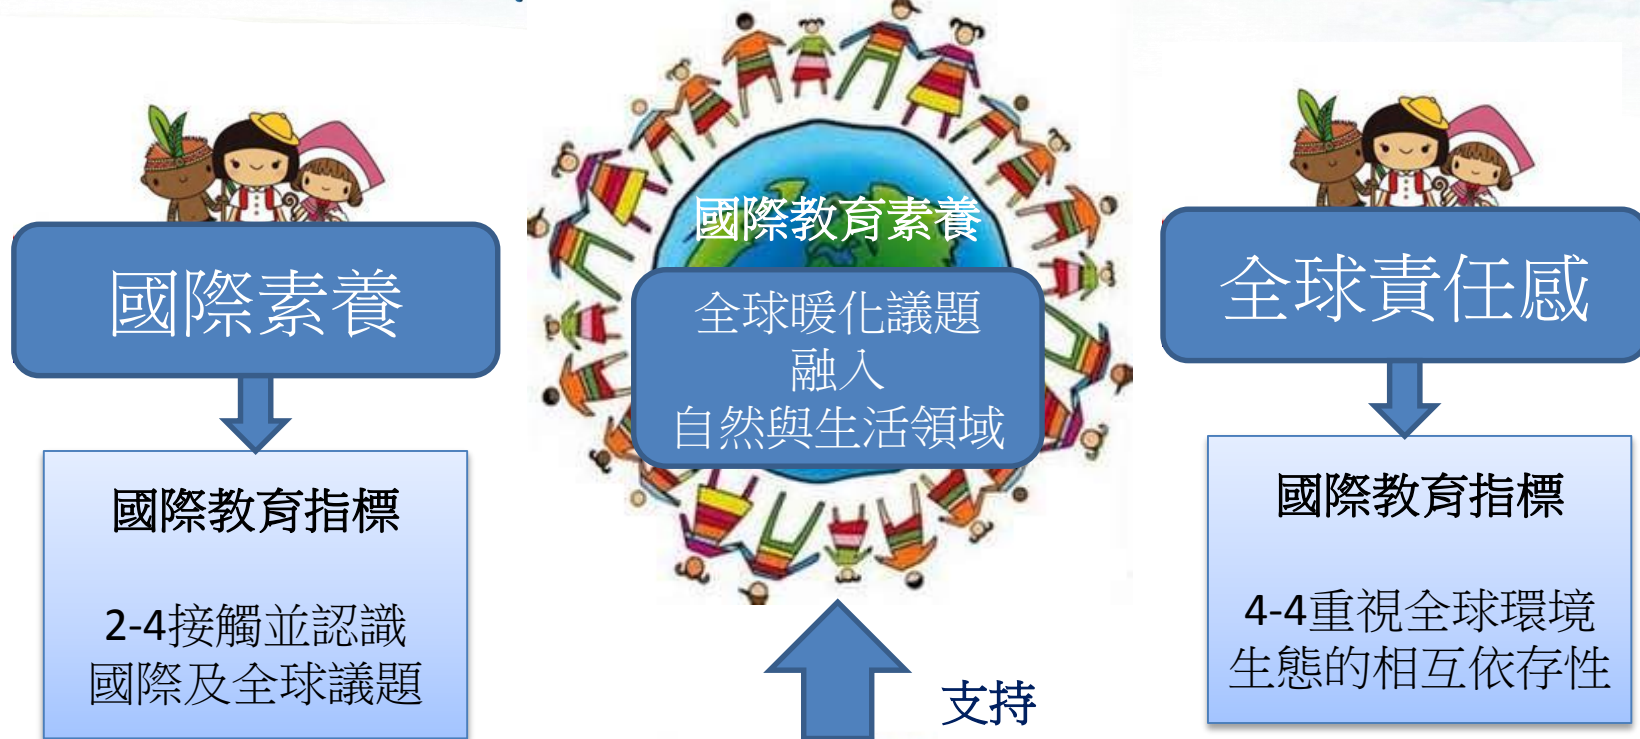 國際素養
國際教育指標
2-4接觸並認識
國際及全球議題
國際教育素養
全球暖化議題
融入
自然與生活領域
支持
全球責任感
國際教育指標
4-4重視全球環境
生態的相互依存性